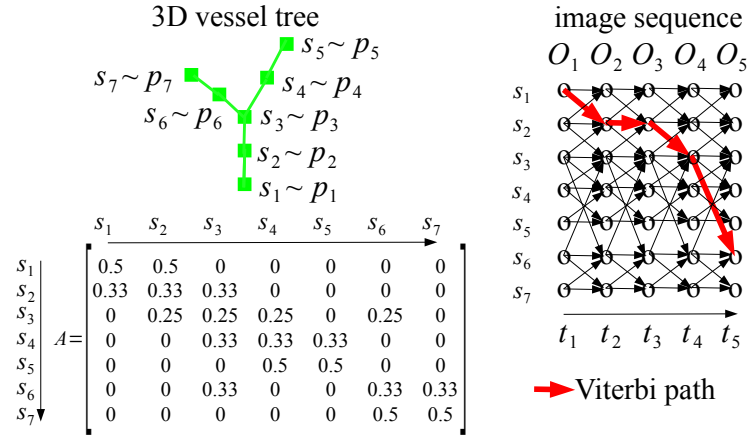 3D vessel tree
s5 ~ p5
s7 ~ p7
s4 ~ p4
s6 ~ p6
s3 ~ p3
s2 ~ p2
s1 ~ p1
s1 s2 s3 s4 s5 s6 s7
A=
s1 0.5 0.5 0 0 0 0 0
s2 0.33 0.33 0.33 0 0 0 0
s3 0 0.25 0.25 0.25 0 0.25 0
s4 0 0 0.33 0.33 0.33 0 0
s5 0 0 0 0.5 0.5 0 0
s6 0 0 0.33 0 0 0.33 0.33
s7 0 0 0 0 0 0.5 0.5
image sequence
O1 O2 O3 O4 O5
s1
s2
s3
s4
s5
s6
s7
t1 t2 t3 t4 t5
Viterbi path